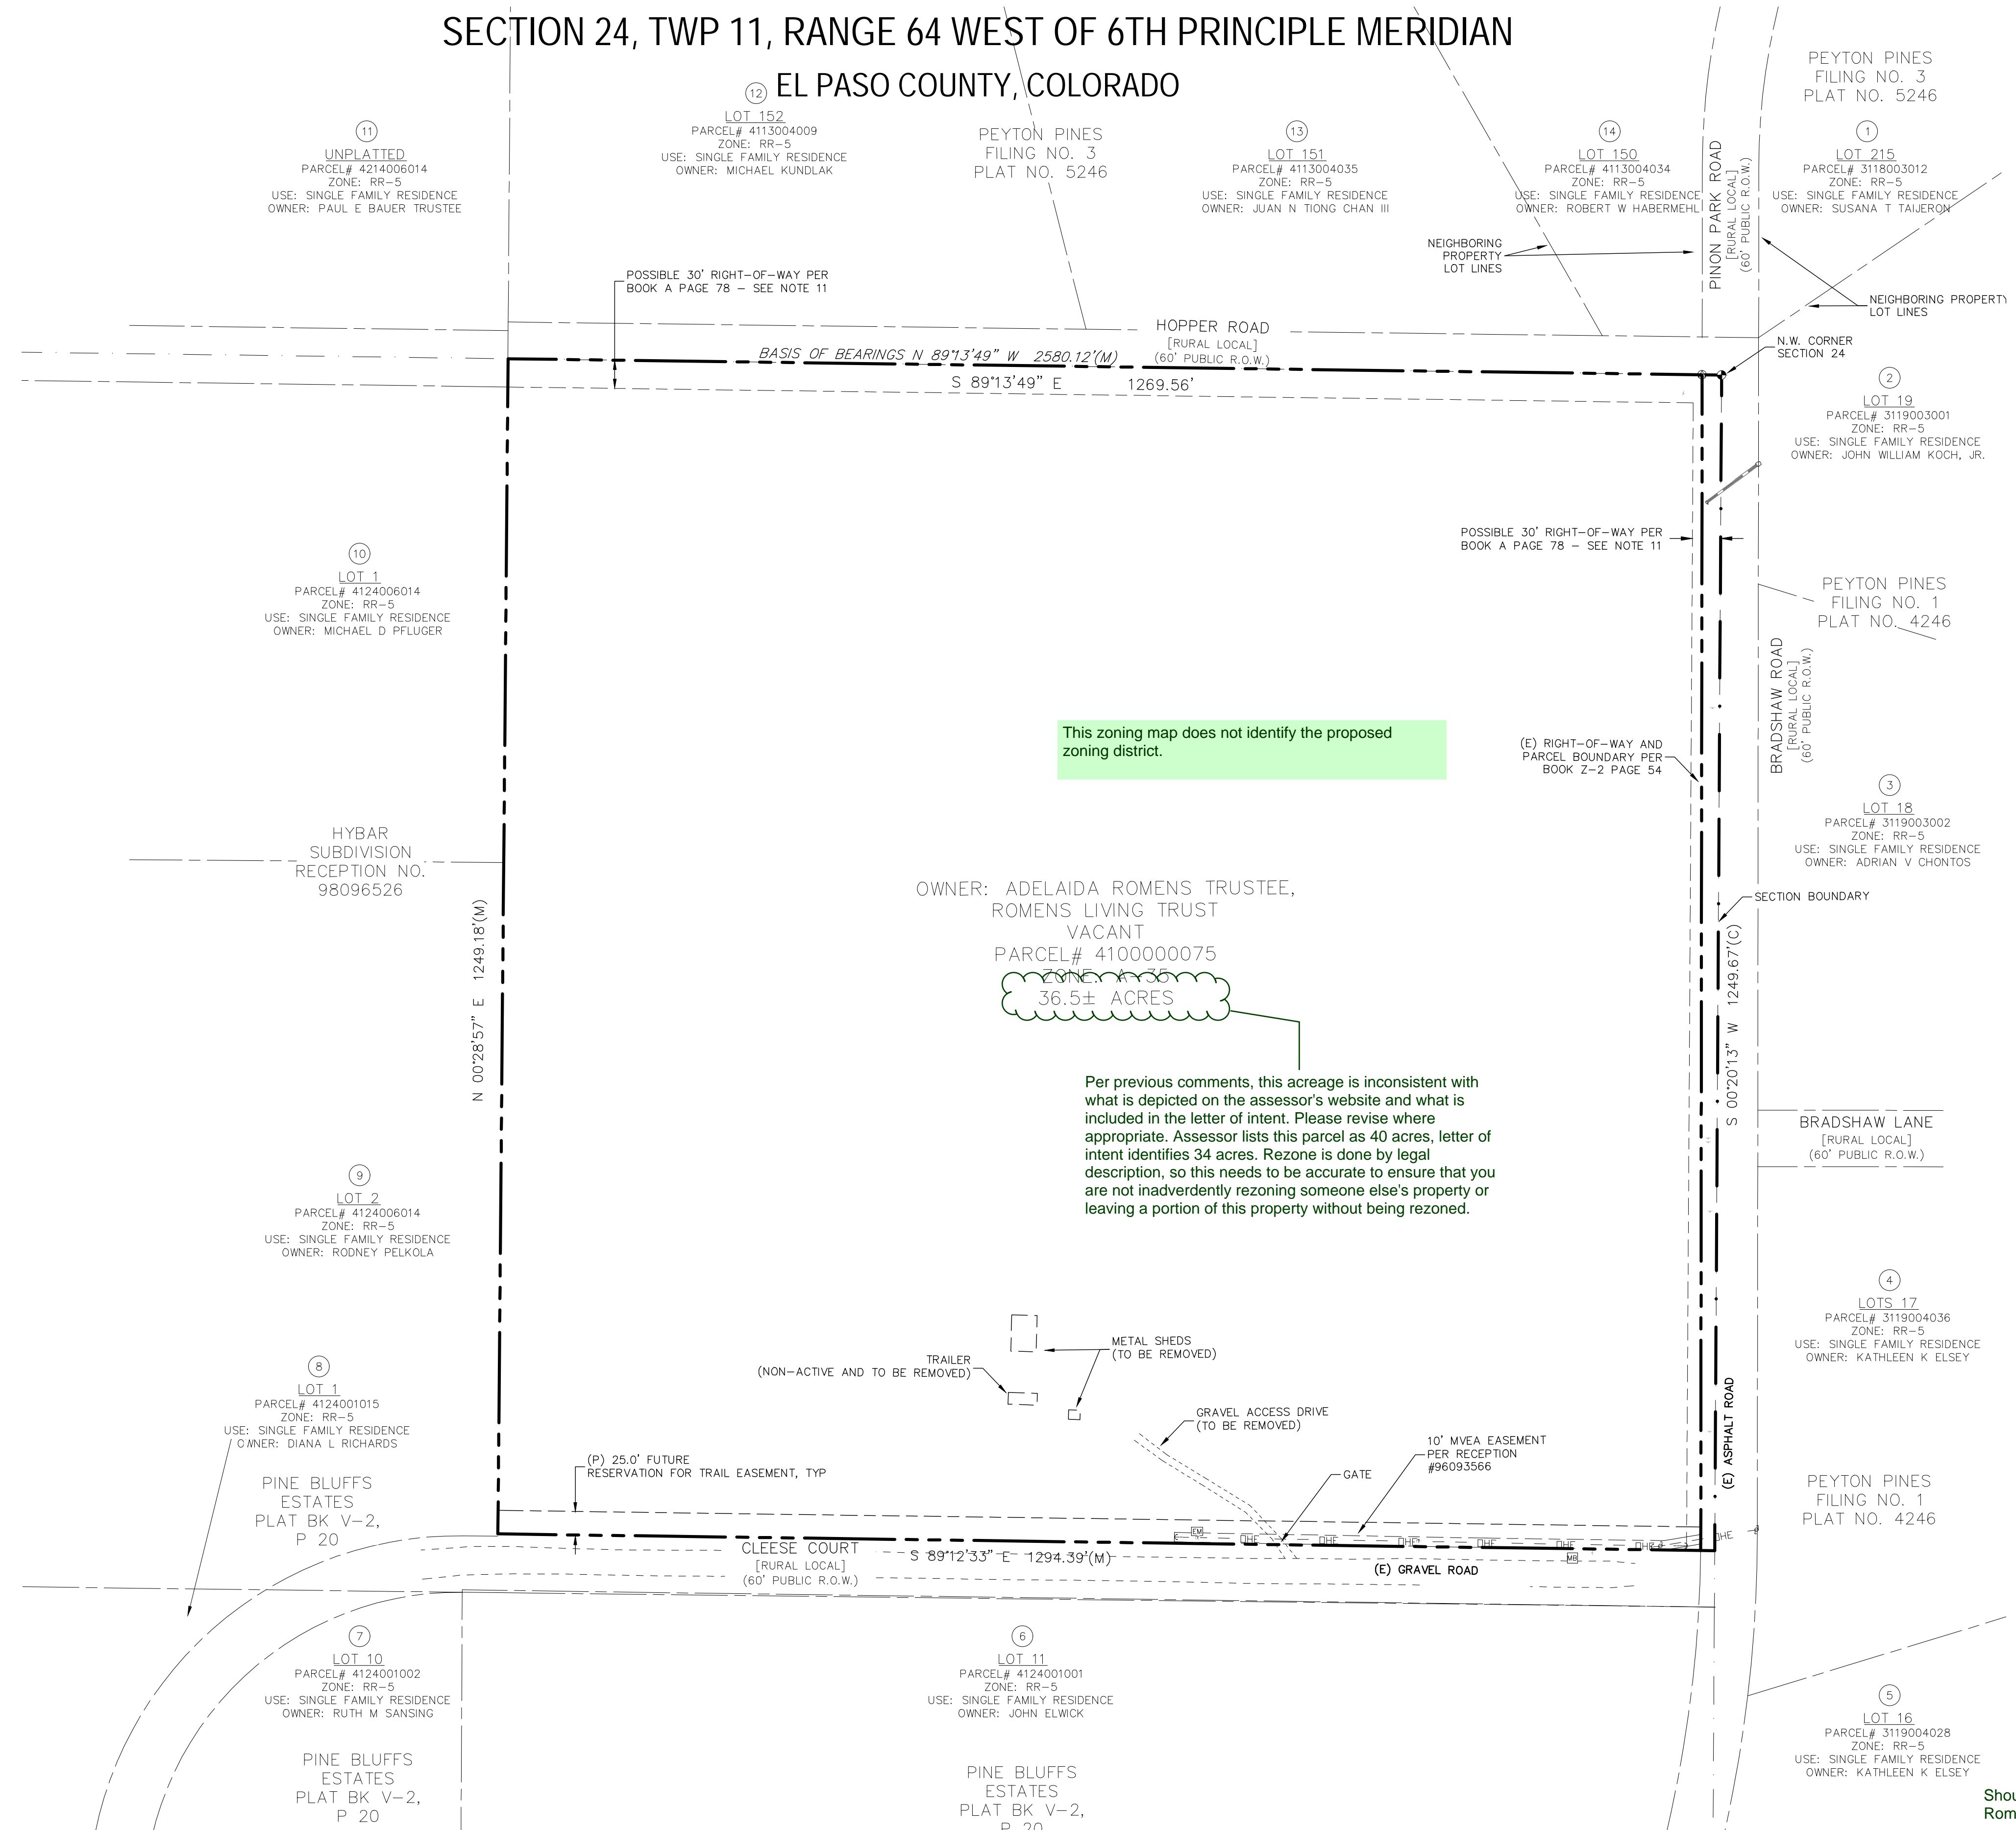 SECTION 24, TWP 11, RANGE 64 WEST OF 6TH PRINCIPLE MERIDIAN
EL PASO COUNTY, COLORADO
11
UNPLATTED
PARCEL# 4214006014
ZONE: RR-5
USE: SINGLE FAMILY RESIDENCE
OWNER: PAUL E BAUER TRUSTEE
12
LOT 152
PARCEL# 4113004009
ZONE: RR-5
USE: SINGLE FAMILY RESIDENCE
OWNER: MICHAEL KUNDLAK
PEYTON PINES
FILING NO. 3
PLAT NO. 5246
13
LOT 151
PARCEL# 4113004035
ZONE: RR-5
USE: SINGLE FAMILY RESIDENCE
OWNER: JUAN N TIONG CHAN III
14
LOT 150
PARCEL# 4113004034
ZONE: RR-5
USE: SINGLE FAMILY RESIDENCE
OWNER: ROBERT W HABERMEHL
PINON PARK ROAD
[RURAL LOCAL]
(60' PUBLIC R.O.W.)
PEYTON PINES
FILING NO. 3
PLAT NO. 5246
1
LOT 215
PARCEL# 3118003012
ZONE: RR-5
USE: SINGLE FAMILY RESIDENCE
OWNER: SUSANA T TAIJERON
NEIGHBORING
PROPERTY
LOT LINES
NEIGHBORING PROPERTY
LOT LINES
POSSIBLE 30' RIGHT-OF-WAY PER
BOOK A PAGE 78 - SEE NOTE 11
HOPPER ROAD
[RURAL LOCAL]
(60' PUBLIC R.O.W.)
BASIS OF BEARINGS N 89°13'49" W 2580.12'(M)
S 89°13'49" E 1269.56'
N.W. CORNER
SECTION 24
2
LOT 19
PARCEL# 3119003001
ZONE: RR-5
USE: SINGLE FAMILY RESIDENCE
OWNER: JOHN WILLIAM KOCH, JR.
POSSIBLE 30' RIGHT-OF-WAY PER
BOOK A PAGE 78 - SEE NOTE 11
10
LOT 1
PARCEL# 4124006014
ZONE: RR-5
USE: SINGLE FAMILY RESIDENCE
OWNER: MICHAEL D PFLUGER
PEYTON PINES
FILING NO. 1
PLAT NO. 4246
BRADSHAW ROAD
[RURAL LOCAL]
(60' PUBLIC R.O.W.)
This zoning map does not identify the proposed
zoning district.
(E) RIGHT-OF-WAY AND
PARCEL BOUNDARY PER
BOOK Z-2 PAGE 54
3
LOT 18
PARCEL# 3119003002
ZONE: RR-5
USE: SINGLE FAMILY RESIDENCE
OWNER: ADRIAN V CHONTOS
HYBAR
SUBDIVISION
RECEPTION NO.
98096526
N 00°28'57" E 1249.18'(M)
OWNER: ADELAIDA ROMENS TRUSTEE,
ROMENS LIVING TRUST
VACANT
PARCEL# 4100000075
ZONE: A-35
36.5± ACRES
SECTION BOUNDARY
S 00°20'13" W 1249.67'(C)
Per previous comments, this acreage is inconsistent with
what is depicted on the assessor's website and what is
included in the letter of intent. Please revise where
appropriate. Assessor lists this parcel as 40 acres, letter of
intent identifies 34 acres. Rezone is done by legal
description, so this needs to be accurate to ensure that you
are not inadverdently rezoning someone else's property or
leaving a portion of this property without being rezoned.
BRADSHAW LANE
[RURAL LOCAL]
(60' PUBLIC R.O.W.)
9
LOT 2
PARCEL# 4124006014
ZONE: RR-5
USE: SINGLE FAMILY RESIDENCE
OWNER: RODNEY PELKOLA
4
LOTS 17
PARCEL# 3119004036
ZONE: RR-5
USE: SINGLE FAMILY RESIDENCE
OWNER: KATHLEEN K ELSEY
METAL SHEDS
(TO BE REMOVED)
TRAILER
(NON-ACTIVE AND TO BE REMOVED)
8
LOT 1
PARCEL# 4124001015
ZONE: RR-5
USE: SINGLE FAMILY RESIDENCE
OWNER: DIANA L RICHARDS
GRAVEL ACCESS DRIVE
(TO BE REMOVED)
10' MVEA EASEMENT
PER RECEPTION
#96093566
GATE
(E) ASPHALT ROAD
(P) 25.0' FUTURE
RESERVATION FOR TRAIL EASEMENT, TYP
PINE BLUFFS
ESTATES
PLAT BK V-2,
P 20
PEYTON PINES
FILING NO. 1
PLAT NO. 4246
EM
MB
CLEESE COURT
[RURAL LOCAL]
(60' PUBLIC R.O.W.)
S 89°12'33" E 1294.39'(M)
(E) GRAVEL ROAD
7
LOT 10
PARCEL# 4124001002
ZONE: RR-5
USE: SINGLE FAMILY RESIDENCE
OWNER: RUTH M SANSING
6
LOT 11
PARCEL# 4124001001
ZONE: RR-5
USE: SINGLE FAMILY RESIDENCE
OWNER: JOHN ELWICK
5
LOT 16
PARCEL# 3119004028
ZONE: RR-5
USE: SINGLE FAMILY RESIDENCE
OWNER: KATHLEEN K ELSEY
PINE BLUFFS
ESTATES
PLAT BK V-2,
P 20
PINE BLUFFS
ESTATES
PLAT BK V-2,
P 20